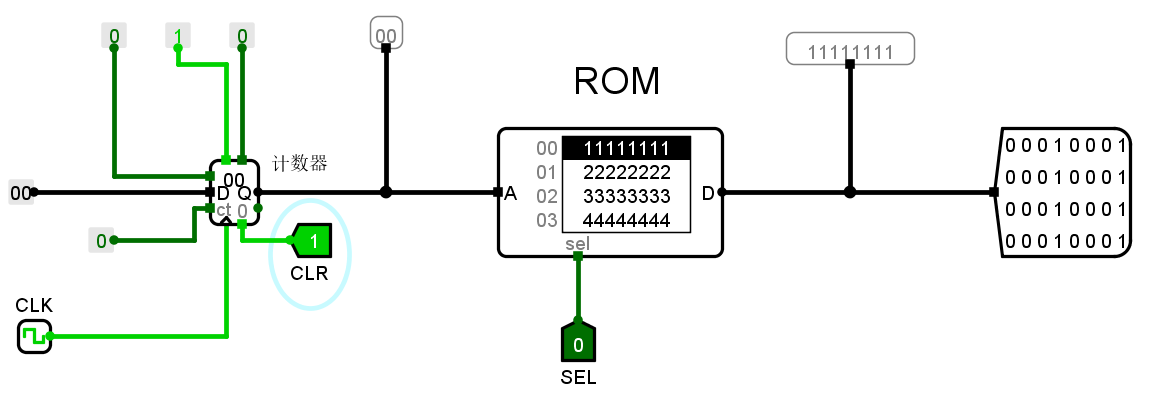 0
1
0
00
11111111
ROM
计数器
00
D Q
ct 0
00
0
1
CLR
CLK
A
00 11111111
01 22222222
02 33333333
03 44444444
D
sel
0
SEL
0 0 0 1 0 0 0 1
0 0 0 1 0 0 0 1
0 0 0 1 0 0 0 1
0 0 0 1 0 0 0 1